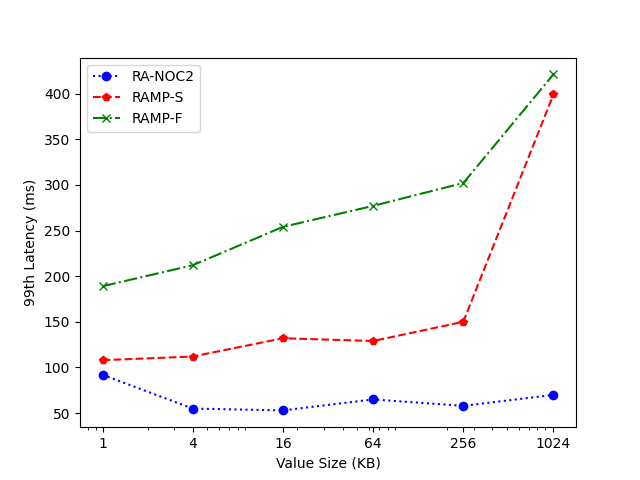 RA-NOC2
RAMP-S
RAMP-F
99th Latency (ms)
400
350
300
250
200
150
100
50
1 4 16 64 256 1024
Value Size (KB)